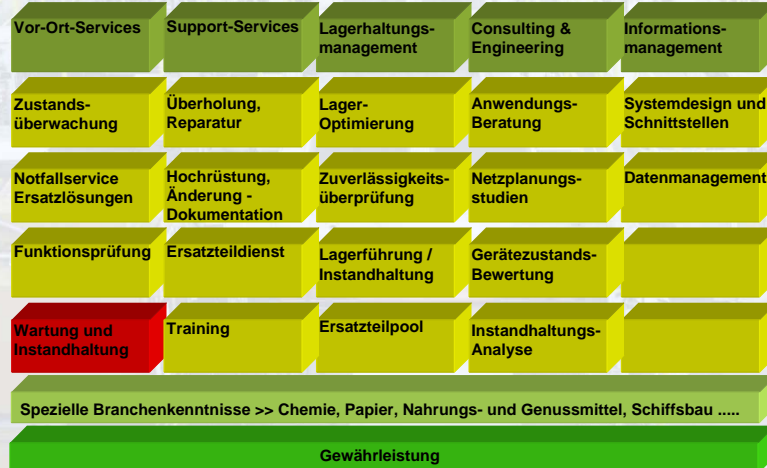 Vor-Ort-Services
Support-Services
Lagerhaltungs-
management
Consulting &
Engineering
Informations-
management
Zustands-
überwachung
Überholung,
Reparatur
Lager-
Optimierung
Anwendungs-
Beratung
Systemdesign und
Schnittstellen
Notfallservice
Ersatzlösungen
Hochrüstung,
Änderung -
Dokumentation
Zuverlässigkeits-
überprüfung
Netzplanungs-
studien
Datenmanagement
Funktionsprüfung
Ersatzteildienst
Lagerführung /
Instandhaltung
Gerätezustands-
Bewertung
Wartung und
Instandhaltung
Training
Ersatzteilpool
Instandhaltungs-
Analyse
Spezielle Branchenkenntnisse >> Chemie, Papier, Nahrungs- und Genussmittel, Schiffsbau .....
Gewährleistung